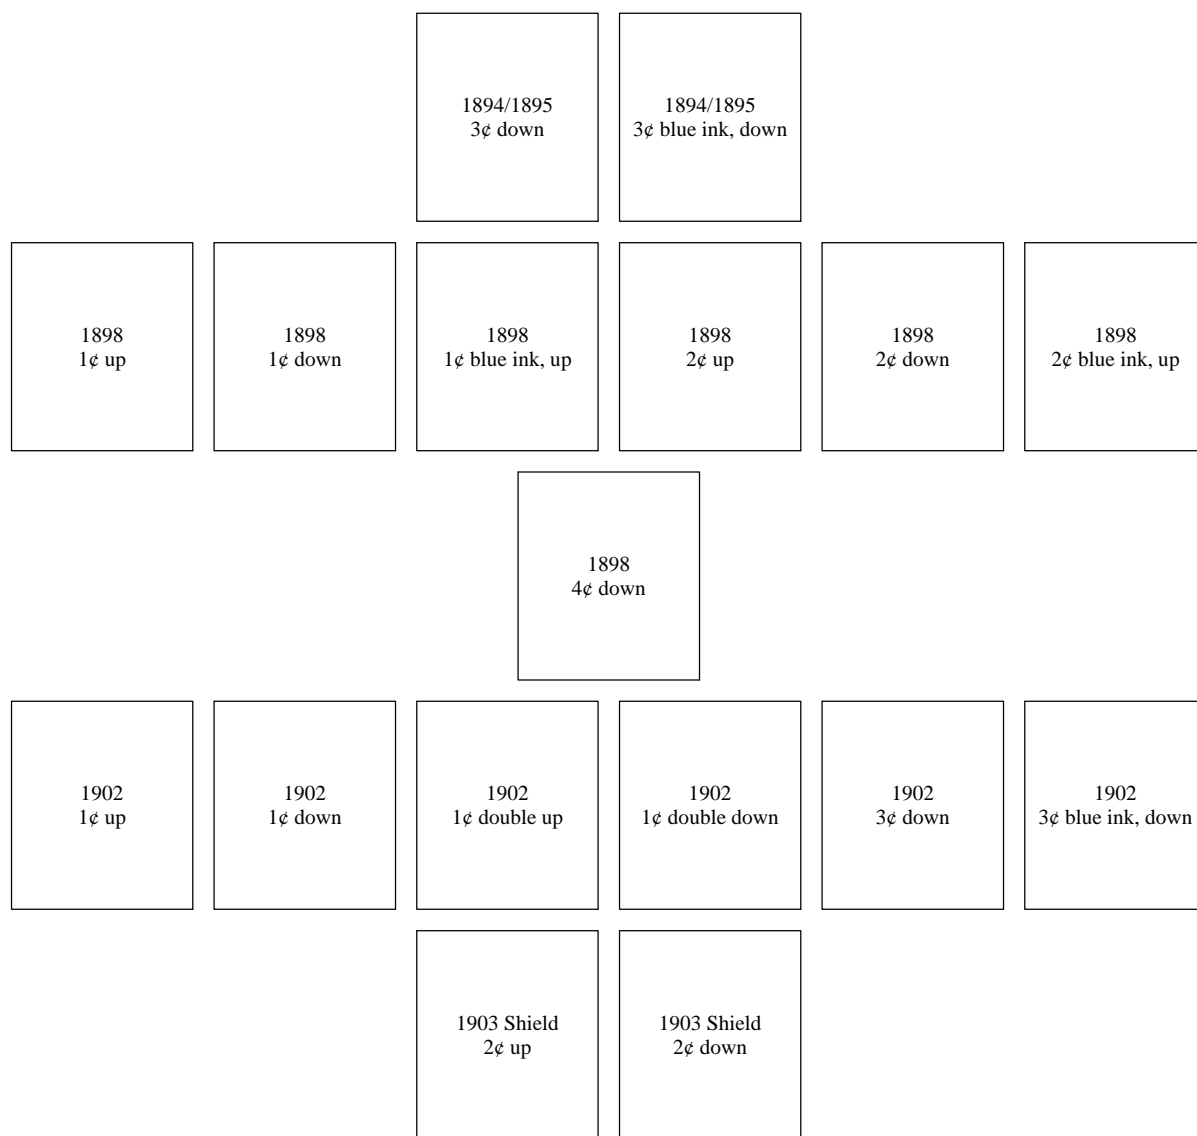 1894/1895
3¢ down
1894/1895
3¢ blue ink, down
1898
1¢ up
1898
1¢ down
1898
1¢ blue ink, up
1898
2¢ up
1898
2¢ down
1898
2¢ blue ink, up
1898
4¢ down
1902
1¢ up
1902
1¢ down
1902
1¢ double up
1902
1¢ double down
1902
3¢ down
1902
3¢ blue ink, down
1903 Shield
2¢ up
1903 Shield
2¢ down